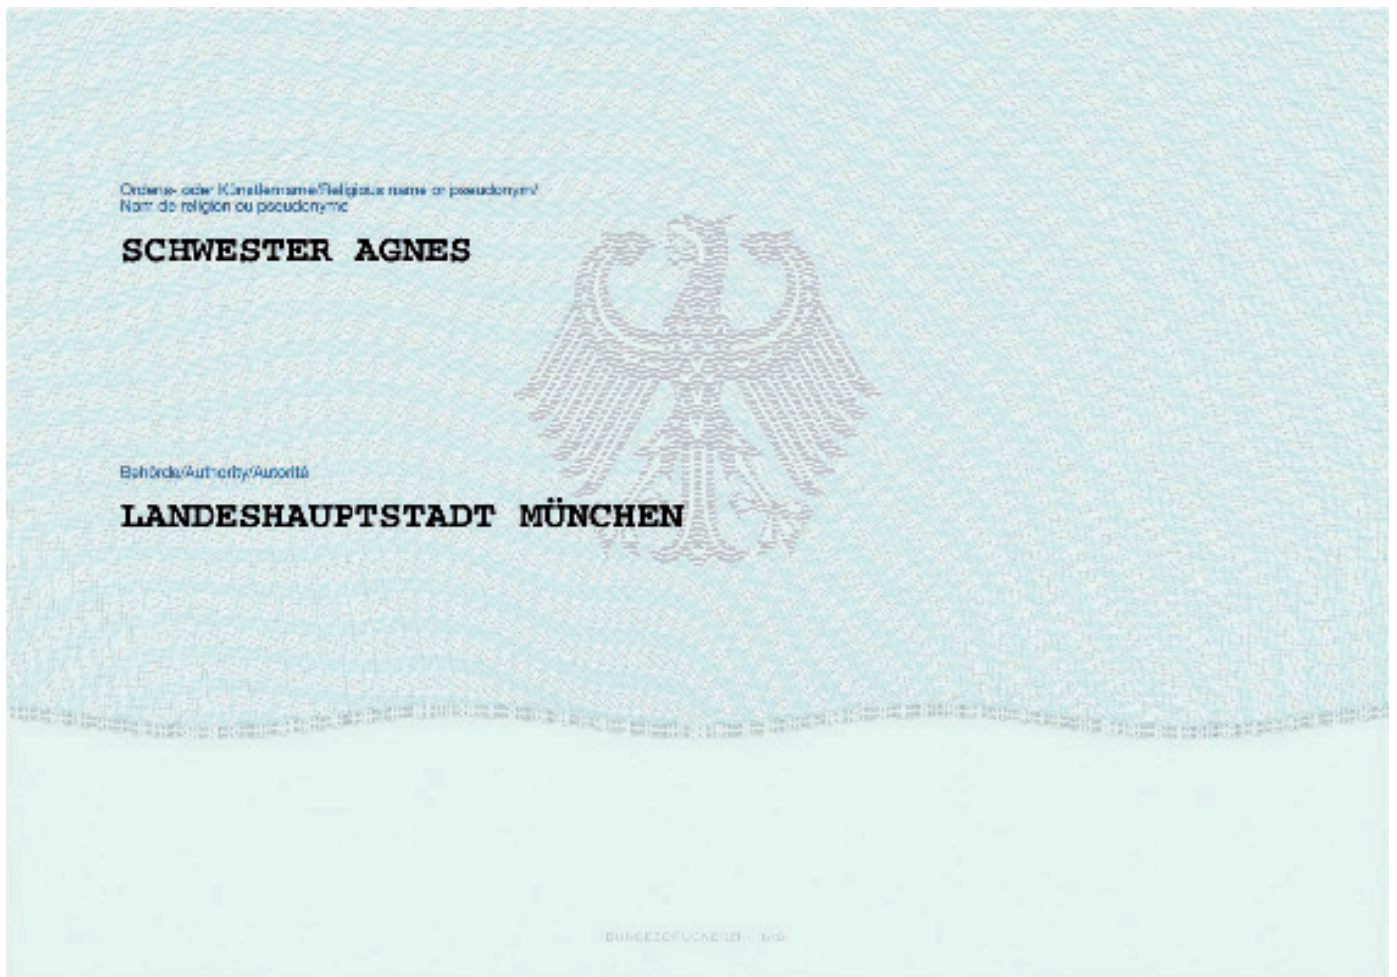 Ordens- oder Künstlername/Religious name or pseudonym/
Nom de religion ou pseudonyme
SCHWESTER AGNES
Behörde/Authority/Autorité
LANDESHAUPTSTADT MÜNCHEN
BUNDESDRUCKEREI